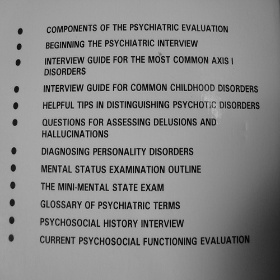 • COMPONENTS OF THE PSYCHIATRIC EVALUATION
• BEGINNING THE PSYCHIATRIC INTERVIEW
• INTERVIEW GUIDE FOR THE MOST COMMON AXIS I
DISORDERS
• INTERVIEW GUIDE FOR COMMON CHILDHOOD DISORDERS
• HELPFUL TIPS IN DISTINGUISHING PSYCHOTIC DISORDERS
• QUESTIONS FOR ASSESSING DELUSIONS AND
HALLUCINATIONS
• DIAGNOSING PERSONALITY DISORDERS
• MENTAL STATUS EXAMINATION OUTLINE
• THE MINI-MENTAL STATE EXAM
• GLOSSARY OF PSYCHIATRIC TERMS
• PSYCHOSOCIAL HISTORY INTERVIEW
• CURRENT PSYCHOSOCIAL FUNCTIONING EVALUATION